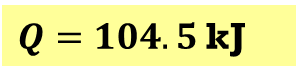 Q = 104.5 kJ